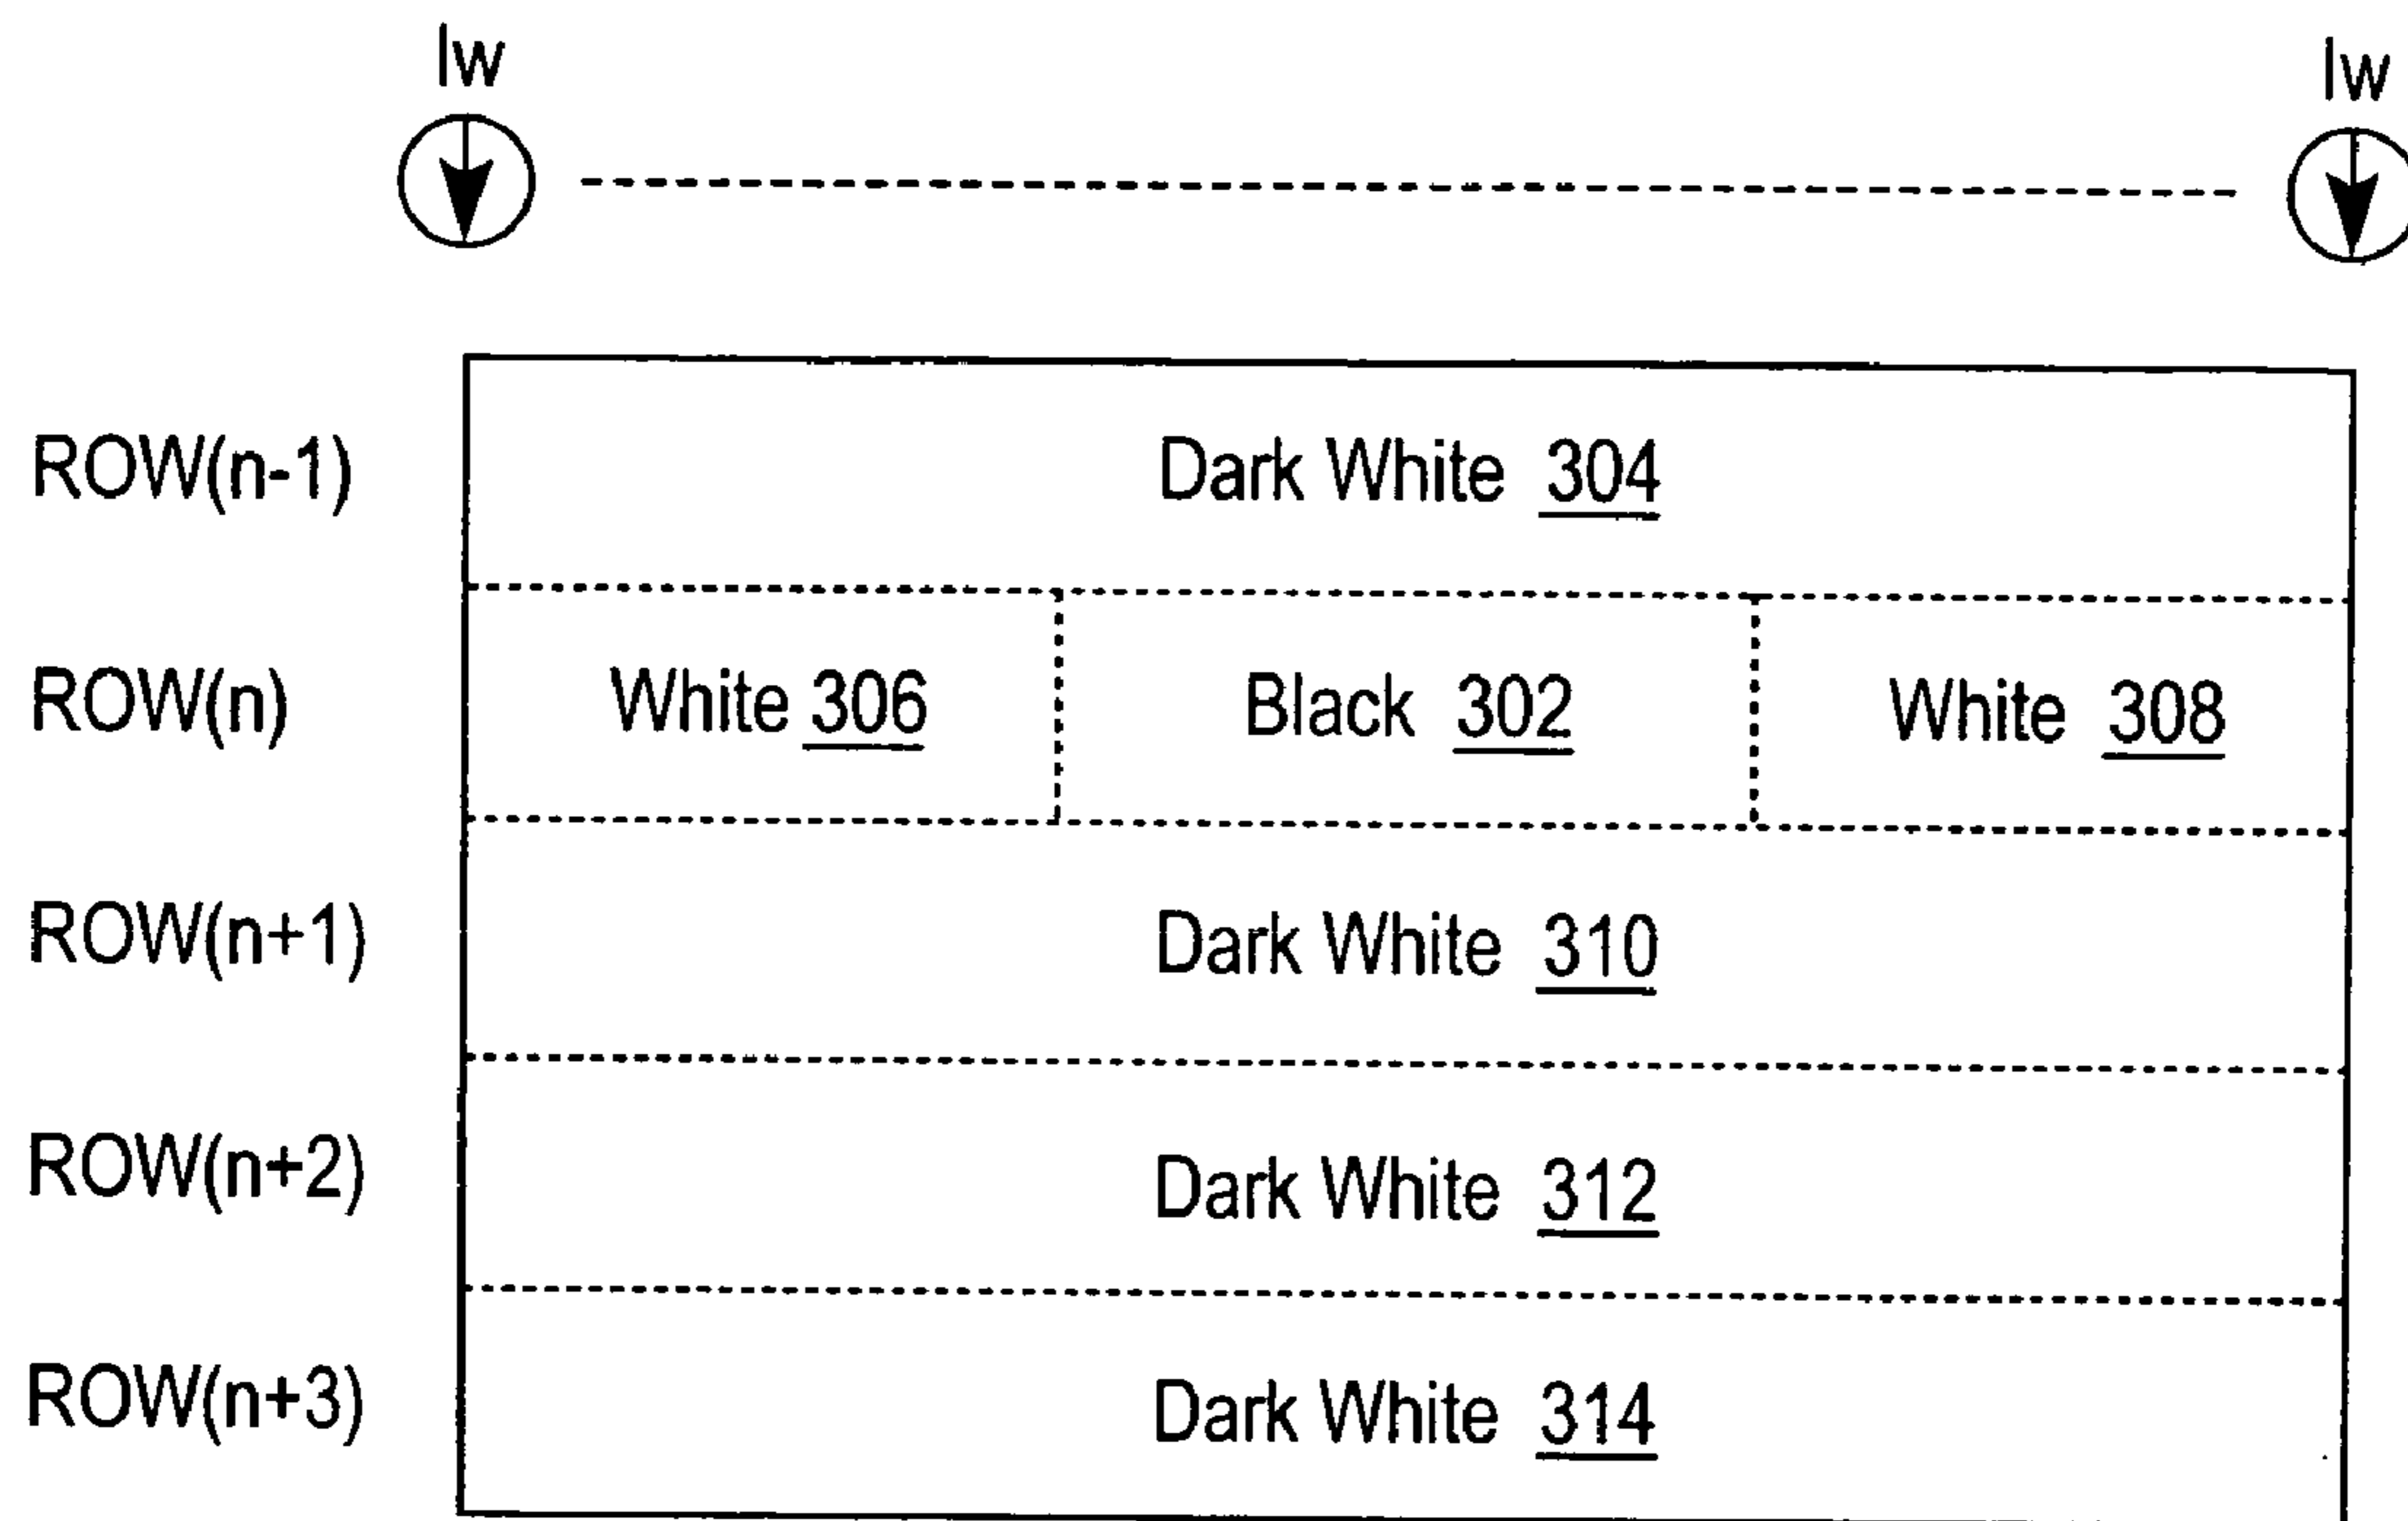 Iw Iw
ROW(n-1) Dark White 304
ROW(n) White 306 Black 302 White 308
ROW(n+1) Dark White 310
ROW(n+2) Dark White 312
ROW(n+3) Dark White 314